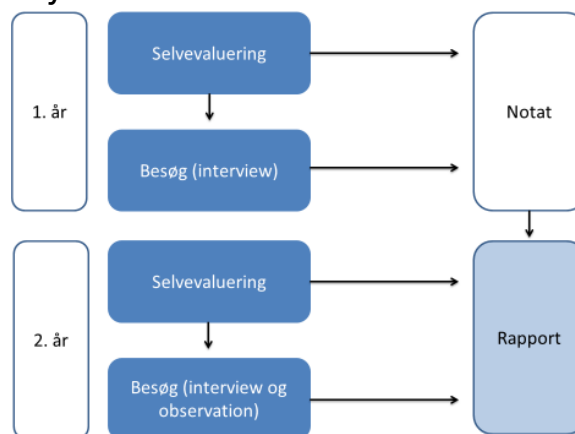 Selvevaluering
1. år
Notat
Besøg (interview)
Selvevaluering
2. år
Rapport
Besøg (interview og
observation)